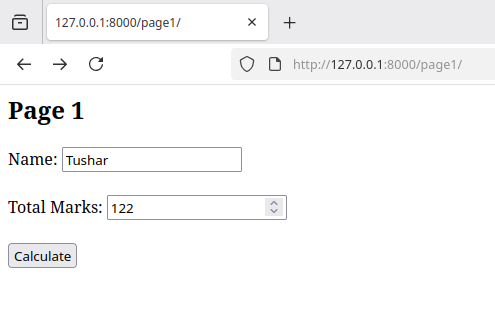 127.0.0.1:8000/page1/
http://127.0.0.1:8000/page1/
Page 1
Name: Tushar
Total Marks: 122
Calculate